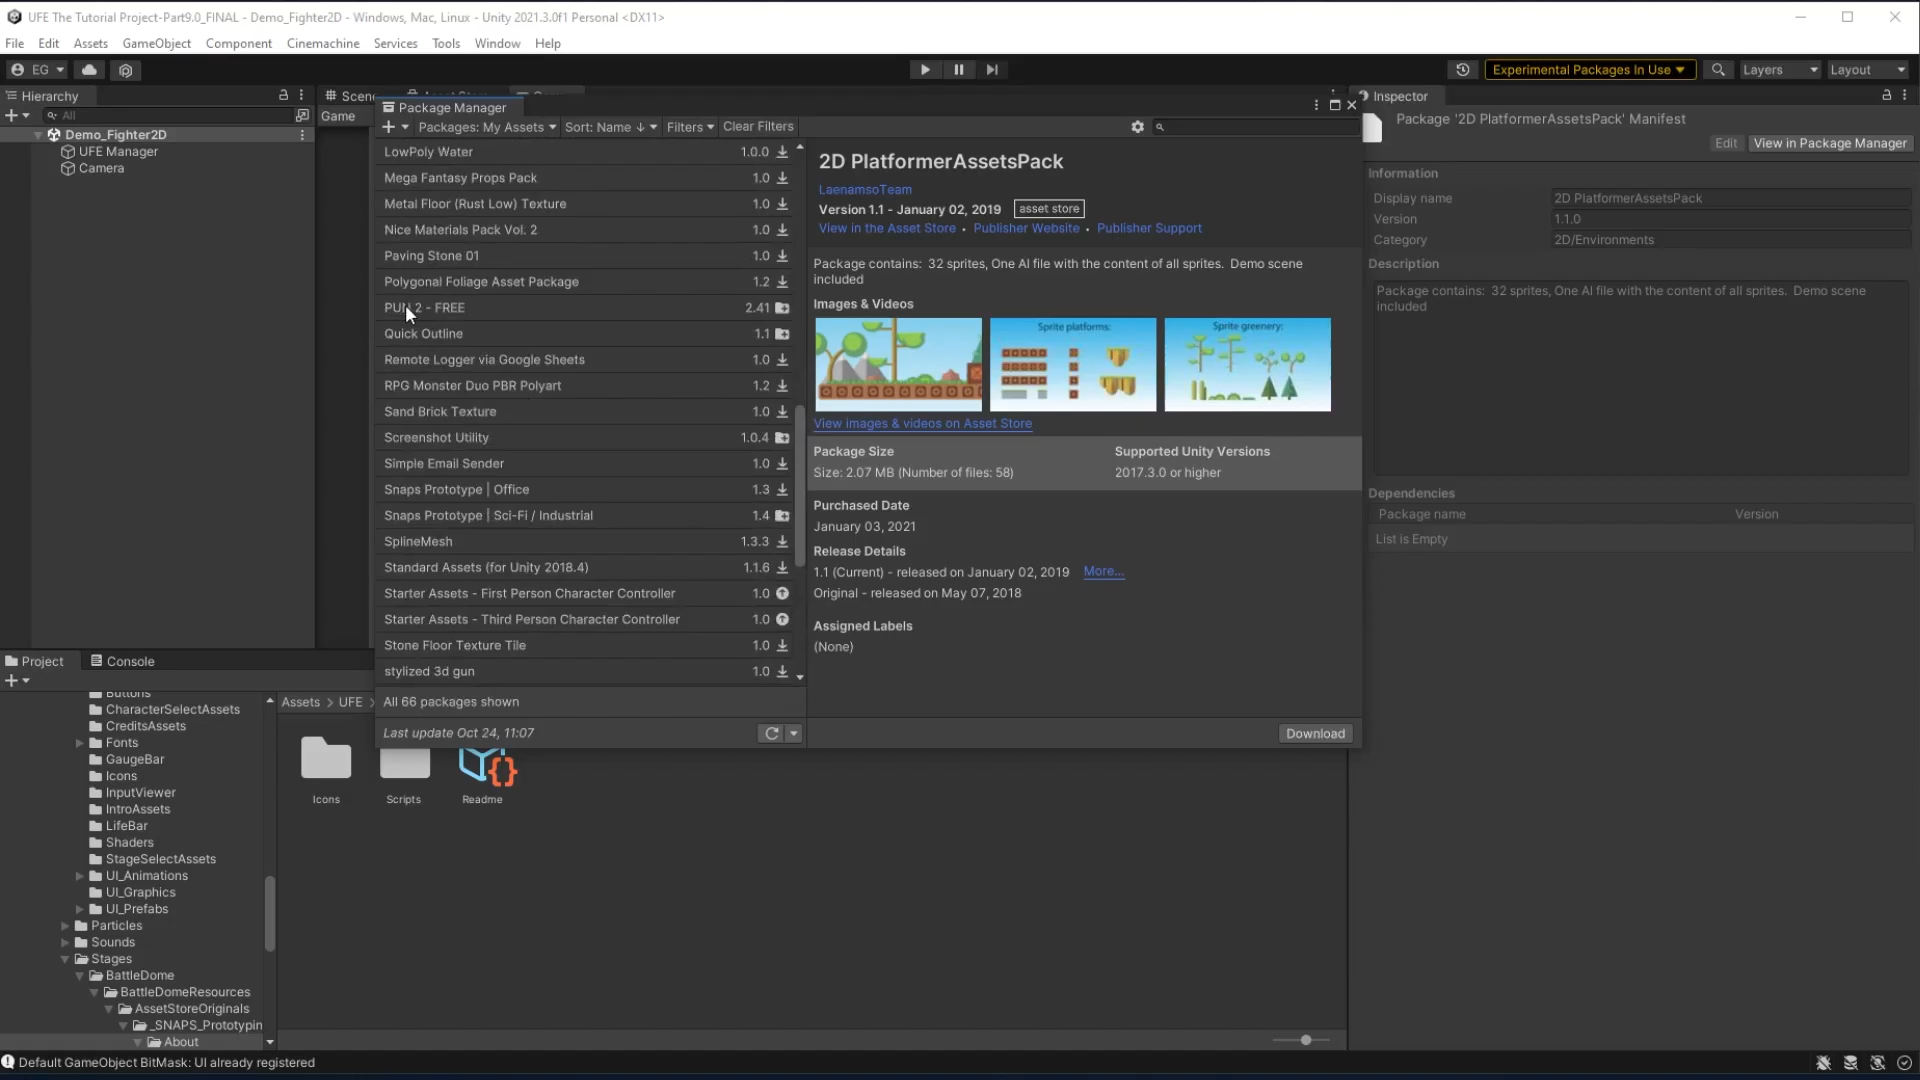 UFE The Tutorial Project-Part9.0_FINAL - Demo_Fighter2D - Windows, Mac, Linux - Unity 2021.3.0f1 Personal <DX11>
File Edit Assets GameObject Component Cinemachine Services Tools Window Help
EG
Experimental Packages In Use
Layers
Layout
Hierarchy
All
Demo_Fighter2D
UFE Manager
Camera
Scene
Game
Package Manager
Packages: My Assets
Sort: Name ↓
Filters
Clear Filters
LowPoly Water 1.0.0
Mega Fantasy Props Pack 1.0
Metal Floor (Rust Low) Texture 1.0
Nice Materials Pack Vol. 2 1.0
Paving Stone 01 1.0
Polygonal Foliage Asset Package 1.2
PUN 2 - FREE 2.41
Quick Outline 1.1
Remote Logger via Google Sheets 1.0
RPG Monster Duo PBR Polyart 1.2
Sand Brick Texture 1.0
Screenshot Utility 1.0.4
Simple Email Sender 1.0
Snaps Prototype | Office 1.3
Snaps Prototype | Sci-Fi / Industrial 1.4
SplineMesh 1.3.3
Standard Assets (for Unity 2018.4) 1.1.6
Starter Assets - First Person Character Controller 1.0
Starter Assets - Third Person Character Controller 1.0
Stone Floor Texture Tile 1.0
stylized 3d gun 1.0
All 66 packages shown
Last update Oct 24, 11:07
2D PlatformerAssetsPack
LaenamsoTeam
Version 1.1 - January 02, 2019 asset store
View in the Asset Store • Publisher Website • Publisher Support
Package contains: 32 sprites, One AI file with the content of all sprites. Demo scene
included
Images & Videos
Sprite platforms:
Sprite greenery:
View images & videos on Asset Store
Package Size
Size: 2.07 MB (Number of files: 58)
Supported Unity Versions
2017.3.0 or higher
Purchased Date
January 03, 2021
Release Details
1.1 (Current) - released on January 02, 2019 More...
Original - released on May 07, 2018
Assigned Labels
(None)
Download
Inspector
Package '2D PlatformerAssetsPack' Manifest
Edit
View in Package Manager
Information
Display name 2D PlatformerAssetsPack
Version 1.1.0
Category 2D/Environments
Description
Package contains: 32 sprites, One AI file with the content of all sprites. Demo scene
included
Dependencies
Package name Version
List is Empty
Project
Console
Buttons
CharacterSelectAssets
CreditsAssets
Fonts
GaugeBar
Icons
InputViewer
IntroAssets
LifeBar
Shaders
StageSelectAssets
UI_Animations
UI_Graphics
UI_Prefabs
Particles
Sounds
Stages
BattleDome
BattleDomeResources
AssetStoreOriginals
_SNAPS_Prototypin
About
Assets > UFE >
Icons
Scripts
Readme
Default GameObject BitMask: UI already registered